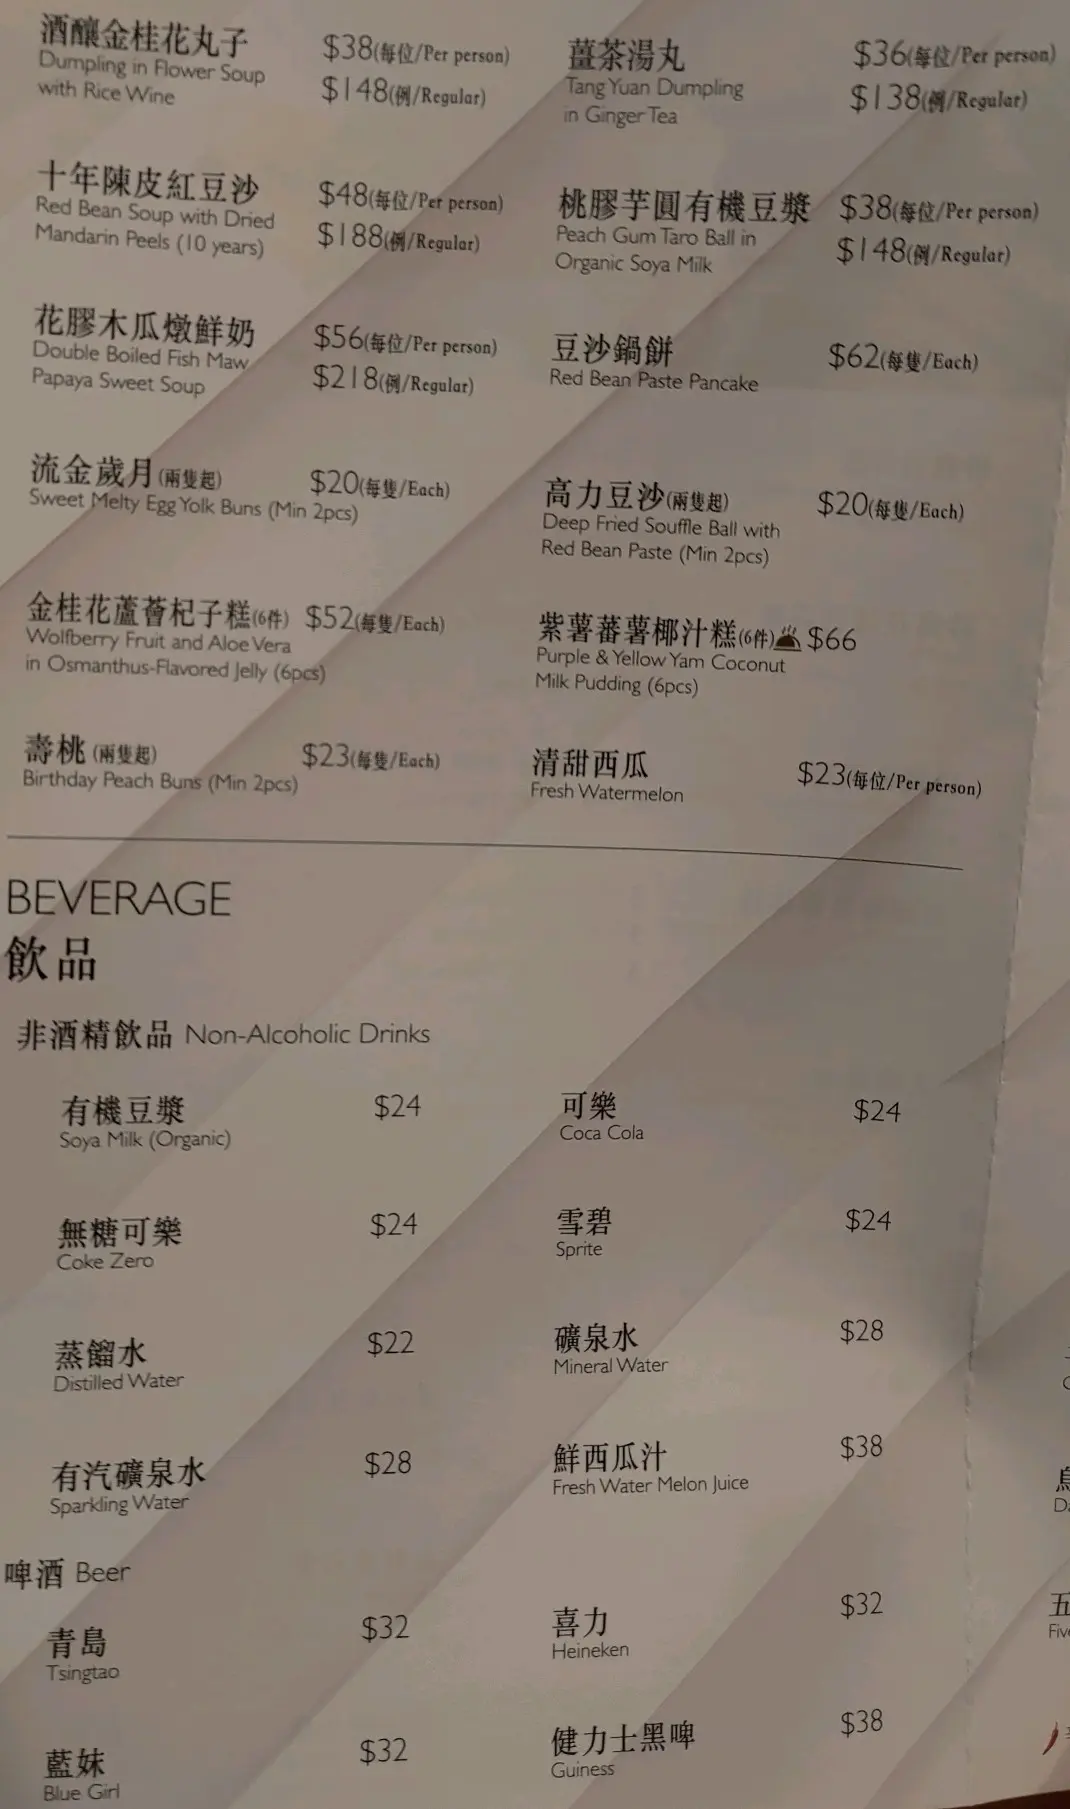 酒釀金桂花丸子 $38(每位/Per person)
Dumpling in Flower Soup
with Rice Wine $148(例/Regular)
薑茶湯丸 $36(每位/Per person)
Tang Yuan Dumpling $138(例/Regular)
in Ginger Tea
十年陳皮紅豆沙 $48(每位/Per person)
Red Bean Soup with Dried
Mandarin Peels (10 years) $188(例/Regular)
桃膠芋圓有機豆漿 $38(每位/Per person)
Peach Gum Taro Ball in $148(例/Regular)
Organic Soya Milk
花膠木瓜燉鮮奶 $56(每位/Per person)
Double Boiled Fish Maw
Papaya Sweet Soup $218(例/Regular)
豆沙鍋餅 $62(每隻/Each)
Red Bean Paste Pancake
流金歲月(兩隻起) $20(每隻/Each)
Sweet Melty Egg Yolk Buns (Min 2pcs)
高力豆沙(兩隻起) $20(每隻/Each)
Deep Fried Souffle Ball with
Red Bean Paste (Min 2pcs)
金桂花蘆薈杞子糕(6件) $52(每隻/Each)
Wolfberry Fruit and Aloe Vera
in Osmanthus-Flavored Jelly (6pcs)
紫薯蕃薯椰汁糕(6件) $66
Purple & Yellow Yam Coconut
Milk Pudding (6pcs)
壽桃 (兩隻起) $23(每隻/Each)
Birthday Peach Buns (Min 2pcs)
清甜西瓜 $23(每位/Per person)
Fresh Watermelon
BEVERAGE
飲品
非酒精飲品 Non-Alcoholic Drinks
有機豆漿 $24
Soya Milk (Organic)
可樂 $24
Coca Cola
無糖可樂 $24
Coke Zero
雪碧 $24
Sprite
蒸餾水 $22
Distilled Water
礦泉水 $28
Mineral Water
有汽礦泉水 $28
Sparkling Water
鮮西瓜汁 $38
Fresh Water Melon Juice
啤酒 Beer
青島 $32
Tsingtao
喜力 $32
Heineken
藍妹 $32
Blue Girl
健力士黑啤 $38
Guiness
五
Five